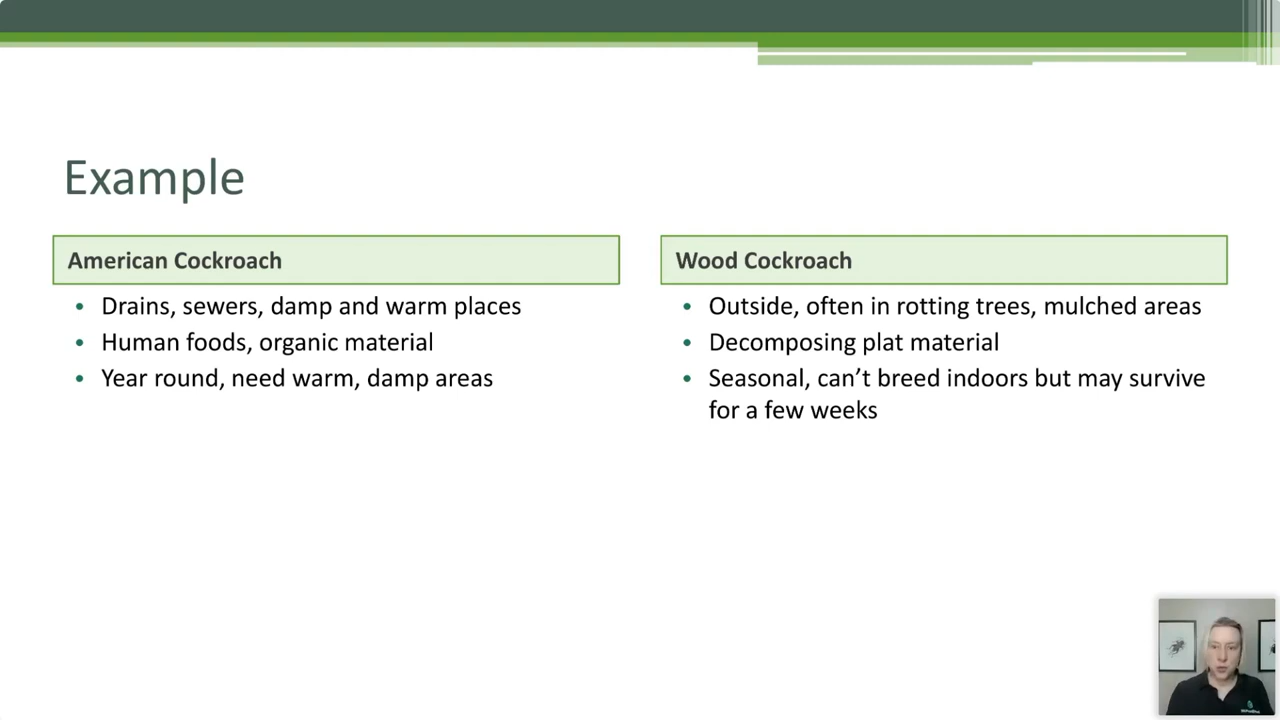 Example
American Cockroach
• Drains, sewers, damp and warm places
• Human foods, organic material
• Year round, need warm, damp areas
Wood Cockroach
• Outside, often in rotting trees, mulched areas
• Decomposing plat material
• Seasonal, can’t breed indoors but may survive
for a few weeks